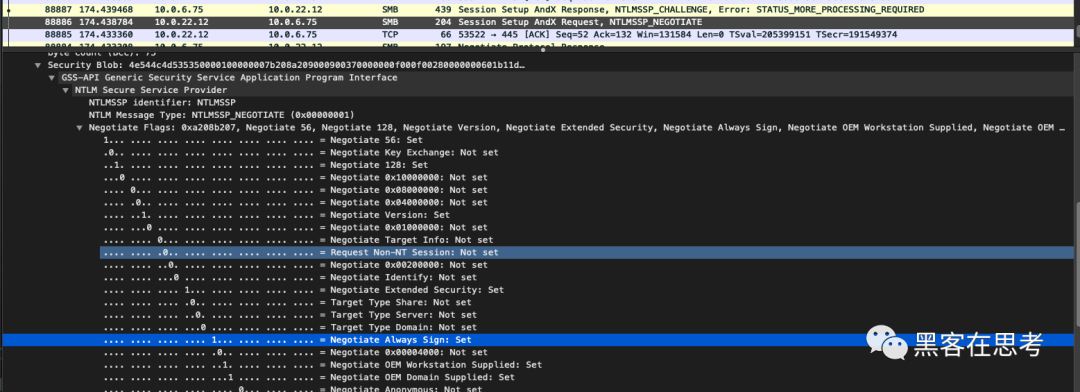 88887 174.439468 10.0.6.75 10.0.22.12 SMB 439 Session Setup AndX Response, NTLMSSP_CHALLENGE, Error: STATUS_MORE_PROCESSING_REQUIRED
88886 174.438784 10.0.22.12 10.0.6.75 SMB 204 Session Setup AndX Request, NTLMSSP_NEGOTIATE
88885 174.433360 10.0.22.12 10.0.6.75 TCP 66 53522 → 445 [ACK] Seq=52 Ack=132 Win=131584 Len=0 TSval=205399151 TSecr=191549374
Security Blob: 4e544c4d535350000100000007b208a2090009003700000000f000f00280000000601b11d…
GSS-API Generic Security Service Application Program Interface
NTLM Secure Service Provider
NTLMSSP identifier: NTLMSSP
NTLM Message Type: NTLMSSP_NEGOTIATE (0x00000001)
Negotiate Flags: 0xa208b207, Negotiate 56, Negotiate 128, Negotiate Version, Negotiate Extended Security, Negotiate Always Sign, Negotiate OEM Workstation Supplied, Negotiate OEM …
1... .... .... .... .... .... .... .... = Negotiate 56: Set
.0.. .... .... .... .... .... .... .... = Negotiate Key Exchange: Not set
..1. .... .... .... .... .... .... .... = Negotiate 128: Set
...0 .... .... .... .... .... .... .... = Negotiate 0x10000000: Not set
.... 0... .... .... .... .... .... .... = Negotiate 0x08000000: Not set
.... .0.. .... .... .... .... .... .... = Negotiate 0x04000000: Not set
.... ..1. .... .... .... .... .... .... = Negotiate Version: Set
.... ...0 .... .... .... .... .... .... = Negotiate 0x01000000: Not set
.... .... 0... .... .... .... .... .... = Negotiate Target Info: Not set
.... .... .0.. .... .... .... .... .... = Request Non-NT Session: Not set
.... .... ..0. .... .... .... .... .... = Negotiate 0x00200000: Not set
.... .... ...0 .... .... .... .... .... = Negotiate Identify: Not set
.... .... .... 1... .... .... .... .... = Negotiate Extended Security: Set
.... .... .... .0.. .... .... .... .... = Target Type Share: Not set
.... .... .... ..0. .... .... .... .... = Target Type Server: Not set
.... .... .... ...0 .... .... .... .... = Target Type Domain: Not set
.... .... .... .... 1... .... .... .... = Negotiate Always Sign: Set
.... .... .... .... .0.. .... .... .... = Negotiate 0x00004000: Not set
.... .... .... .... ..1. .... .... .... = Negotiate OEM Workstation Supplied: Set
.... .... .... .... ...1 .... .... .... = Negotiate OEM Domain Supplied: Set
.... .... .... .... .... 0... .... .... = Negotiate Anonymous: Not set
黑客在思考